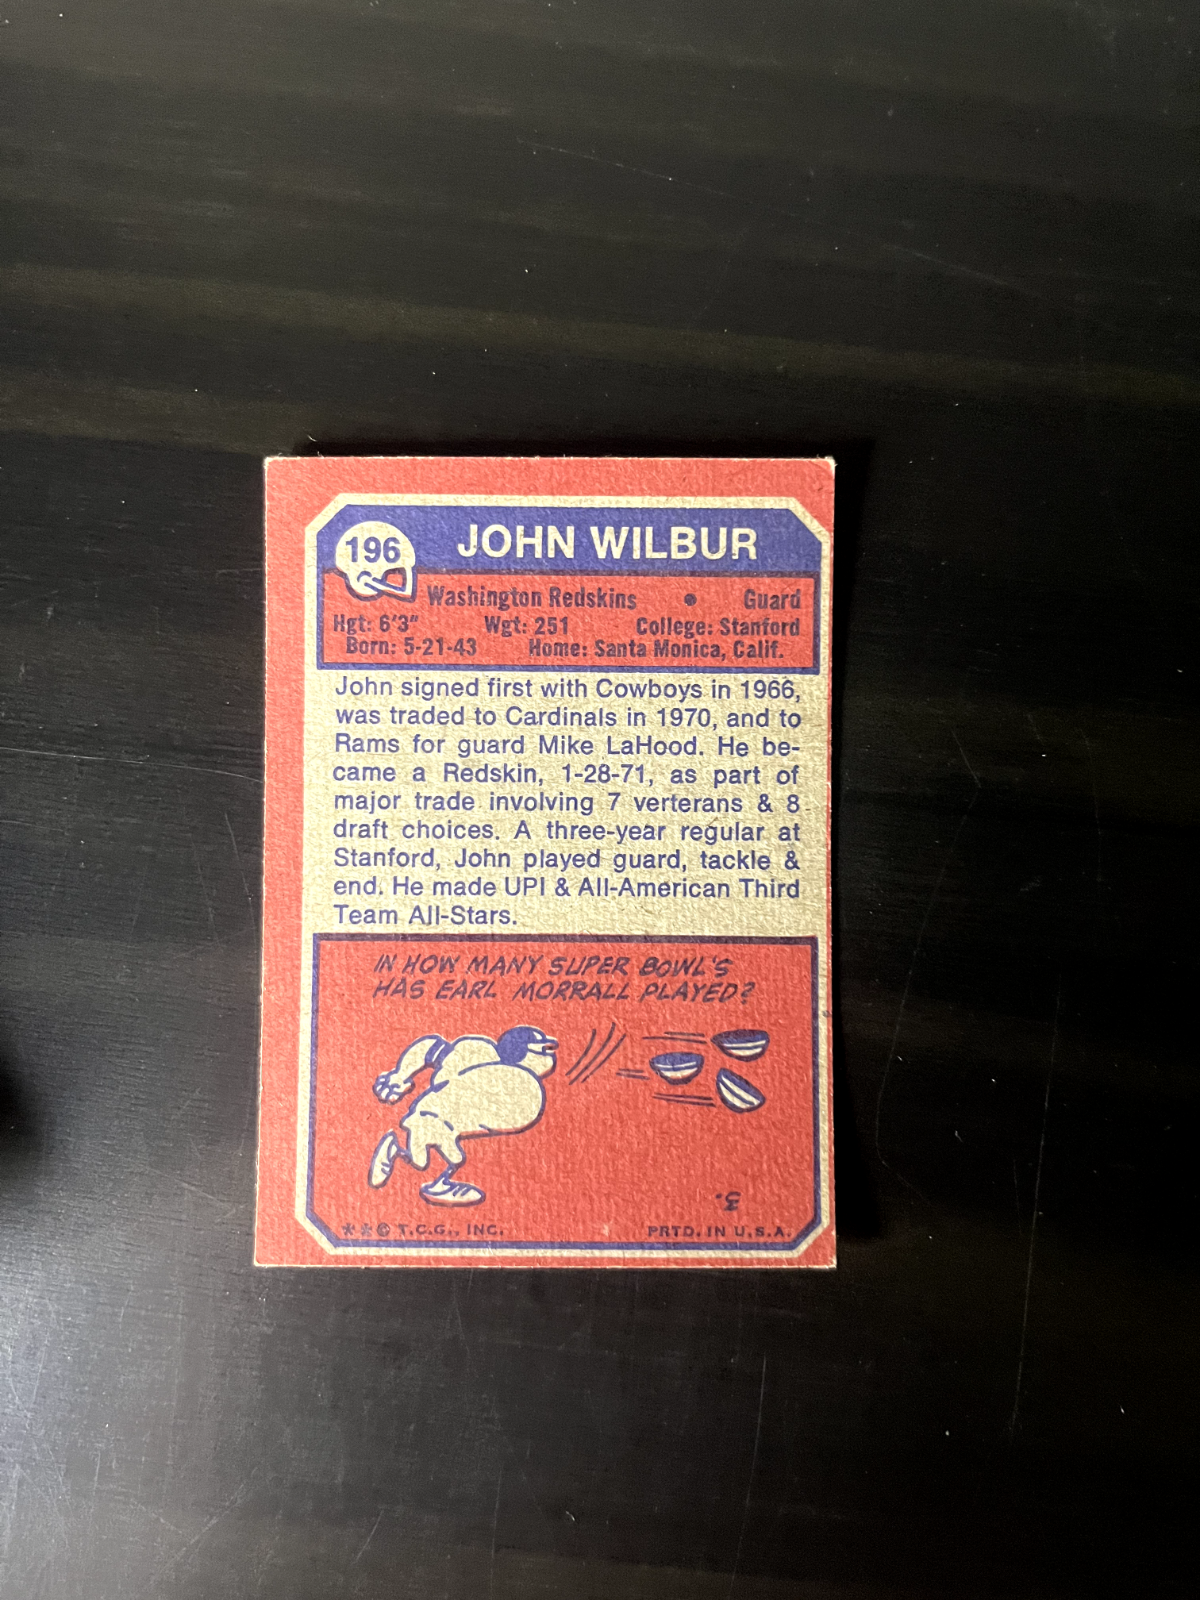 196
JOHN WILBUR
Washington Redskins • Guard
Hgt: 6'3" Wgt: 251 College: Stanford
Born: 5-21-43 Home: Santa Monica, Calif.
John signed first with Cowboys in 1966,
was traded to Cardinals in 1970, and to
Rams for guard Mike LaHood. He be-
came a Redskin, 1-28-71, as part of
major trade involving 7 verterans & 8
draft choices. A three-year regular at
Stanford, John played guard, tackle &
end. He made UPI & All-American Third
Team All-Stars.
IN HOW MANY SUPER BOWL'S
HAS EARL MORRALL PLAYED?
3.
**© T.C.G., INC. PRTD. IN U.S.A.